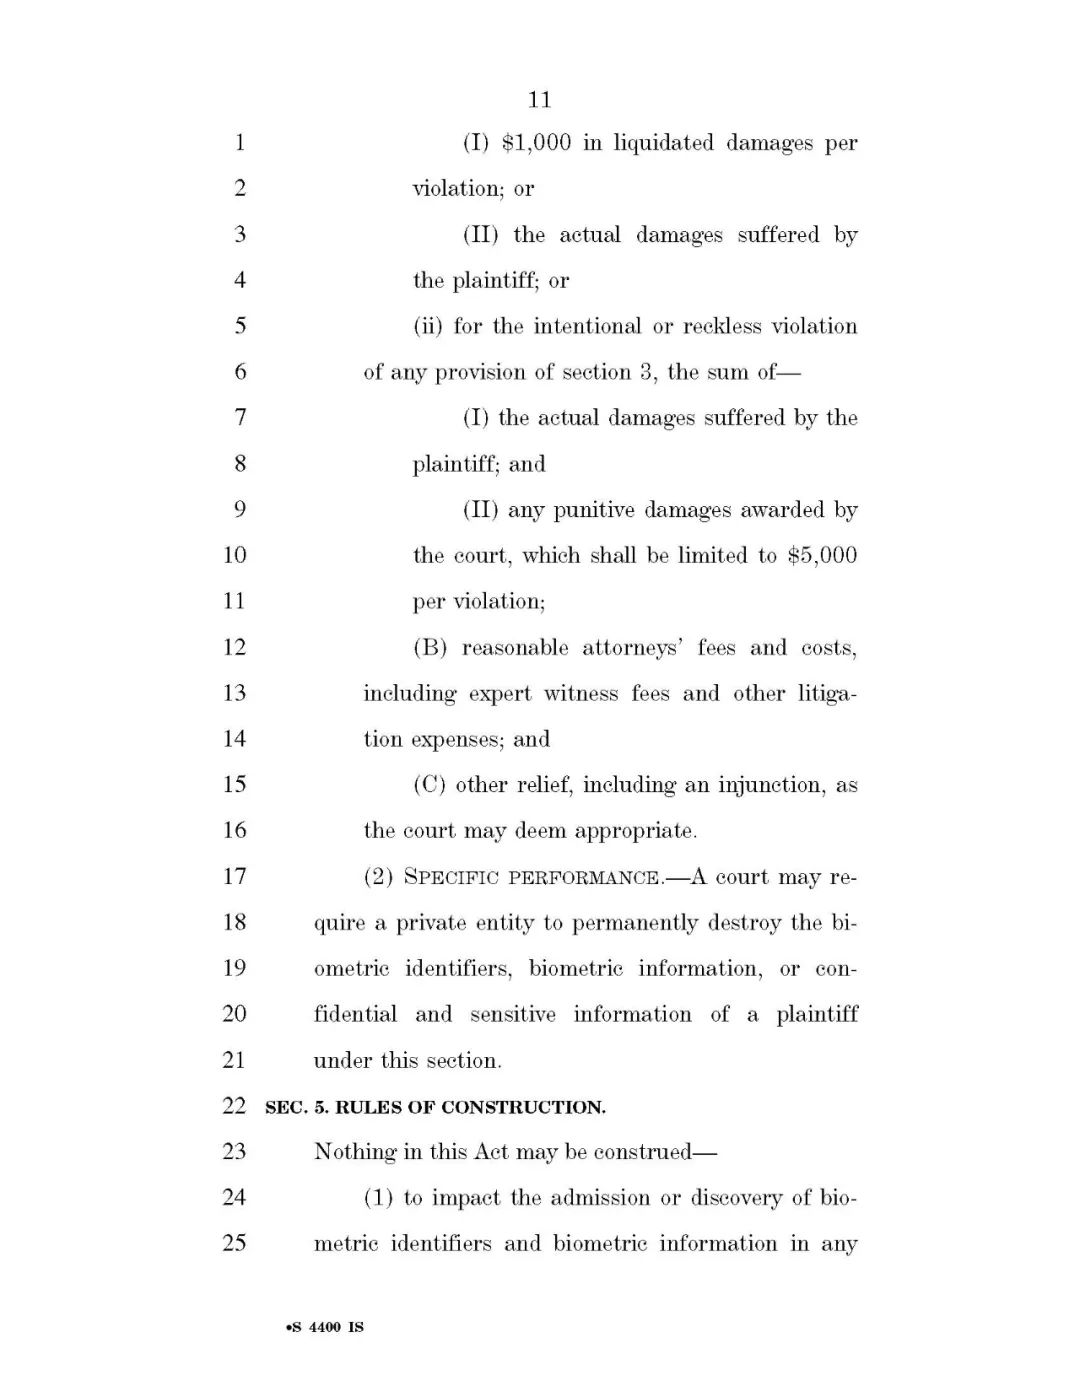 11
1 (I) $1,000 in liquidated damages per
2 violation; or
3 (II) the actual damages suffered by
4 the plaintiff; or
5 (ii) for the intentional or reckless violation
6 of any provision of section 3, the sum of—
7 (I) the actual damages suffered by the
8 plaintiff; and
9 (II) any punitive damages awarded by
10 the court, which shall be limited to $5,000
11 per violation;
12 (B) reasonable attorneys' fees and costs,
13 including expert witness fees and other litiga-
14 tion expenses; and
15 (C) other relief, including an injunction, as
16 the court may deem appropriate.
17 (2) SPECIFIC PERFORMANCE.—A court may re-
18 quire a private entity to permanently destroy the bi-
19 ometric identifiers, biometric information, or con-
20 fidential and sensitive information of a plaintiff
21 under this section.
22 SEC. 5. RULES OF CONSTRUCTION.
23 Nothing in this Act may be construed—
24 (1) to impact the admission or discovery of bio-
25 metric identifiers and biometric information in any
•S 4400 IS